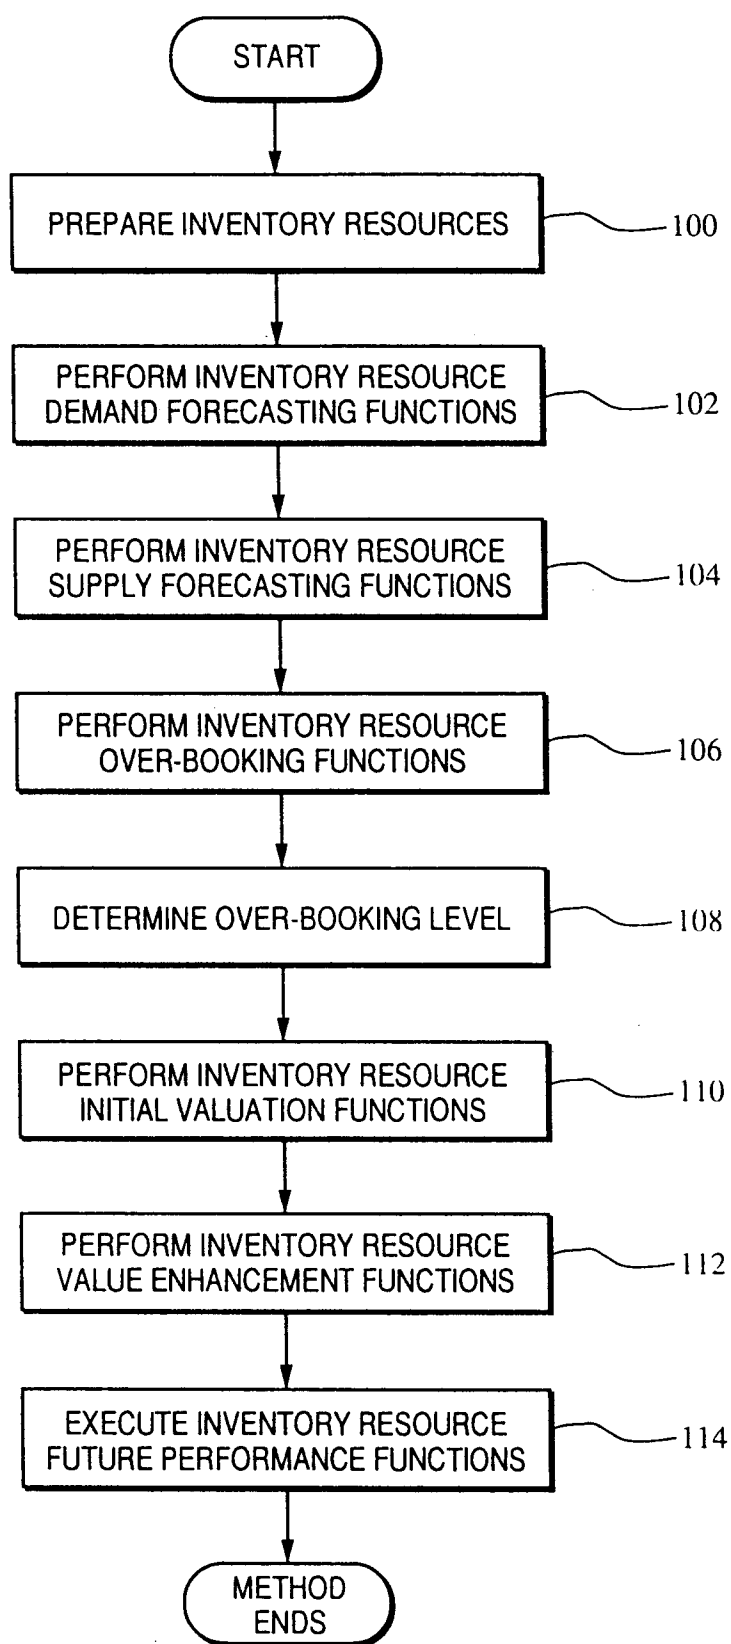 START
PREPARE INVENTORY RESOURCES
100
PERFORM INVENTORY RESOURCE
DEMAND FORECASTING FUNCTIONS
102
PERFORM INVENTORY RESOURCE
SUPPLY FORECASTING FUNCTIONS
104
PERFORM INVENTORY RESOURCE
OVER-BOOKING FUNCTIONS
106
DETERMINE OVER-BOOKING LEVEL
108
PERFORM INVENTORY RESOURCE
INITIAL VALUATION FUNCTIONS
110
PERFORM INVENTORY RESOURCE
VALUE ENHANCEMENT FUNCTIONS
112
EXECUTE INVENTORY RESOURCE
FUTURE PERFORMANCE FUNCTIONS
114
METHOD
ENDS